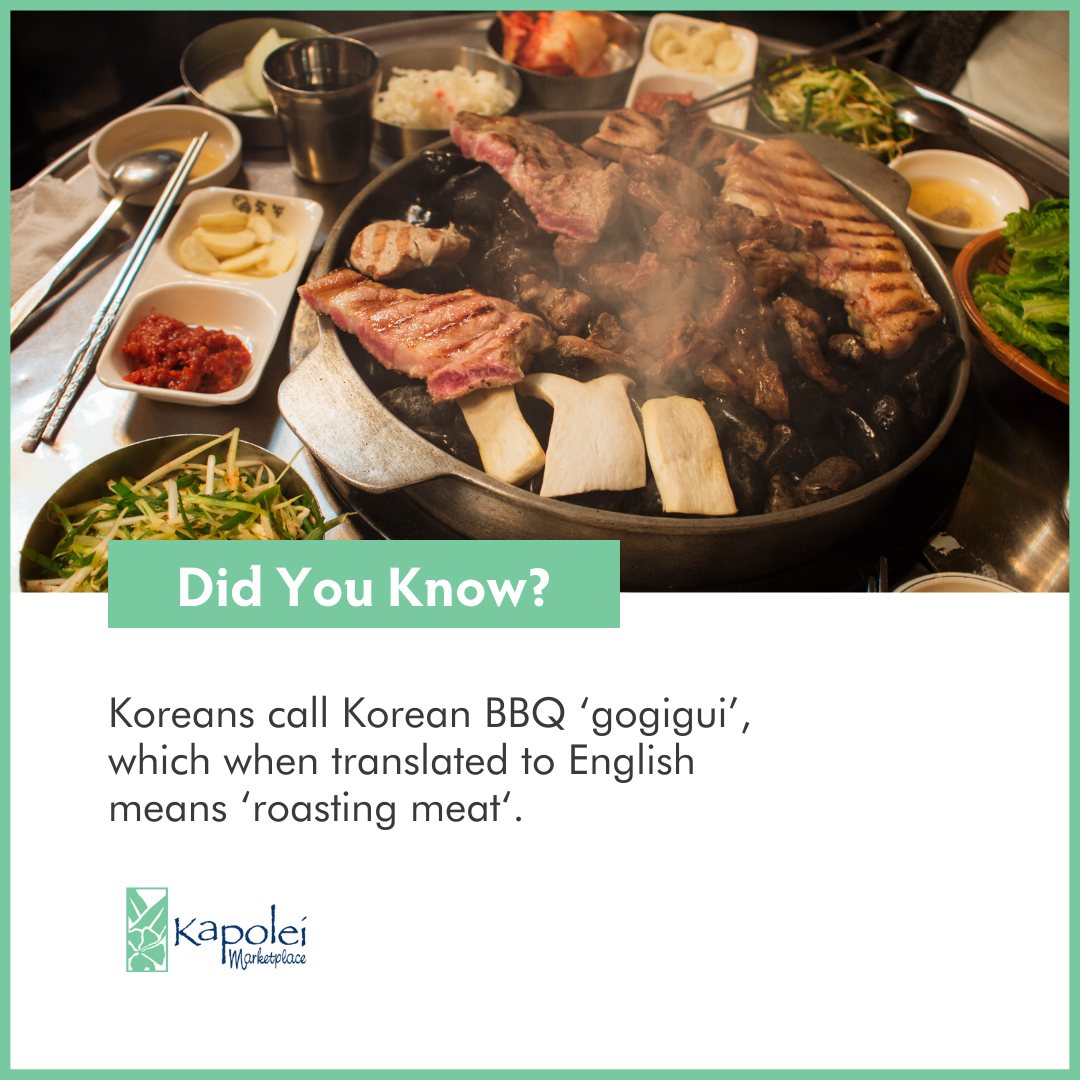 Did You Know?
Koreans call Korean BBQ ‘gogigui’,
which when translated to English
means ‘roasting meat‘.
Kapolei
Marketplace